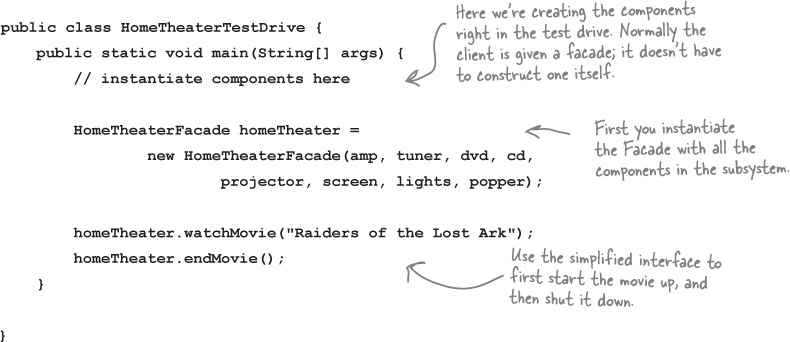 public class HomeTheaterTestDrive {
public static void main(String[] args) {
// instantiate components here
Here we're creating the components
right in the test drive. Normally the
client is given a facade; it doesn't have
to construct one itself.
HomeTheaterFacade homeTheater =
new HomeTheaterFacade(amp, tuner, dvd, cd,
projector, screen, lights, popper);
First you instantiate
the Facade with all the
components in the subsystem.
homeTheater.watchMovie("Raiders of the Lost Ark");
homeTheater.endMovie();
Use the simplified interface to
first start the movie up, and
then shut it down.
}
}